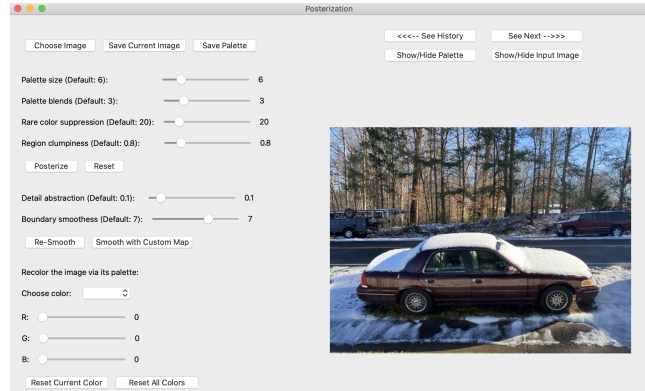 Posterization
Choose Image Save Current Image Save Palette
<<<-- See History See Next -->>>
Show/Hide Palette Show/Hide Input Image
Palette size (Default: 6): 6
Palette blends (Default: 3): 3
Rare color suppression (Default: 20): 20
Region clumpiness (Default: 0.8): 0.8
Posterize Reset
Detail abstraction (Default: 0.1): 0.1
Boundary smoothess (Default: 7): 7
Re-Smooth Smooth with Custom Map
Recolor the image via its palette:
Choose color:
R: 0
G: 0
B: 0
Reset Current Color Reset All Colors